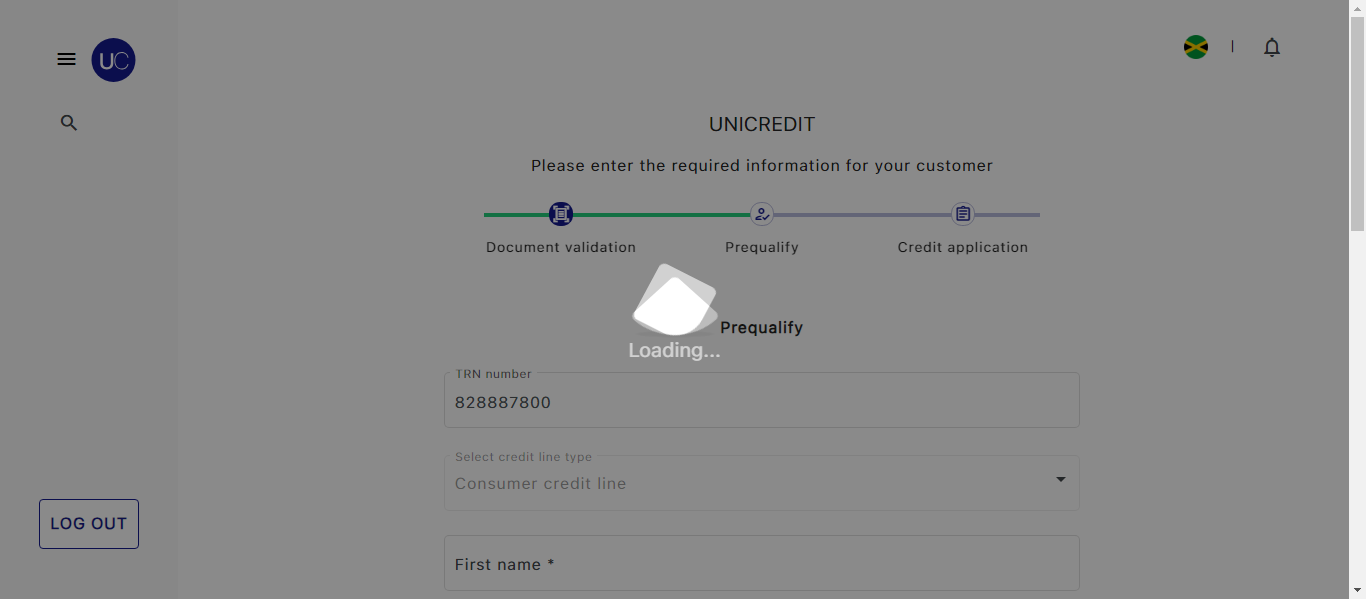 UC
UNICREDIT
Please enter the required information for your customer
Document validation
Prequalify
Credit application
Prequalify
Loading...
TRN number
828887800
Select credit line type
Consumer credit line
LOG OUT
First name *